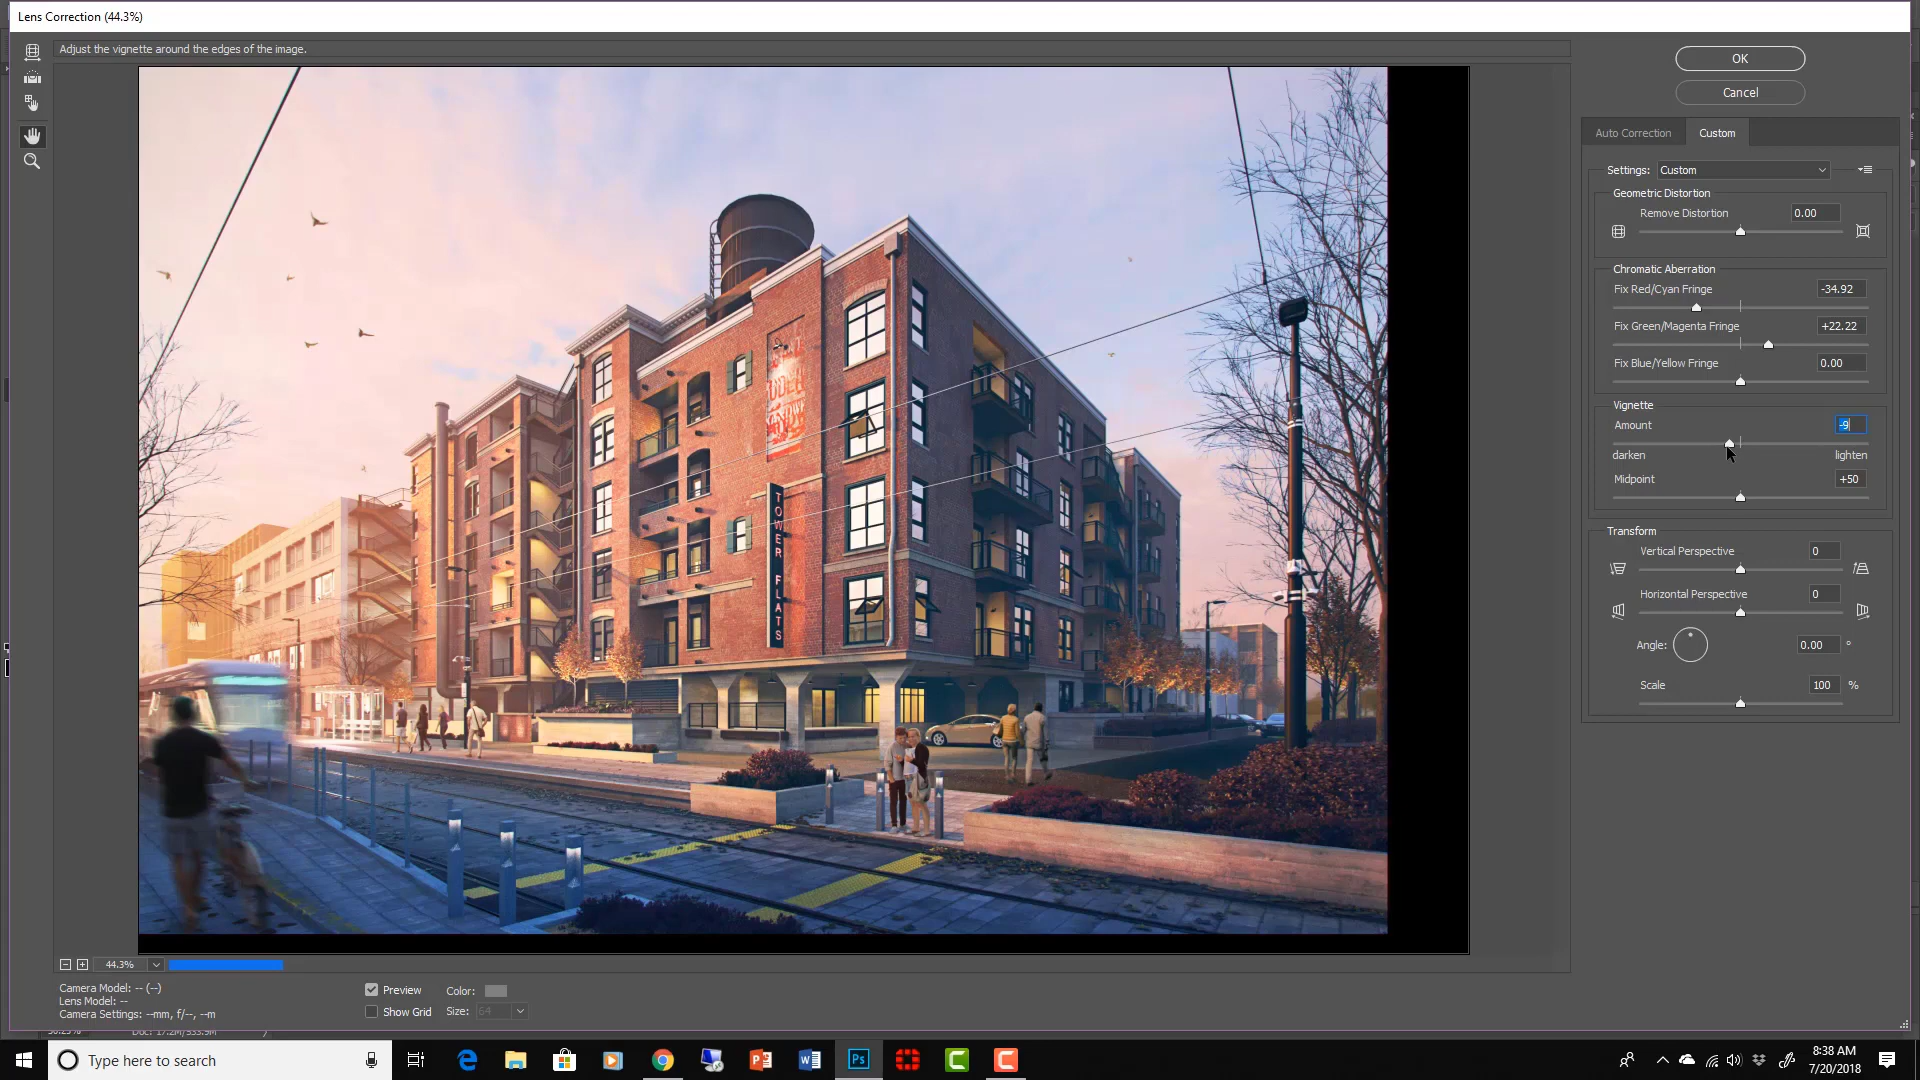 Lens Correction (44.3%)
Adjust the vignette around the edges of the image.
OK
Cancel
Auto Correction
Custom
Settings:
Custom
Geometric Distortion
Remove Distortion
0.00
Chromatic Aberration
Fix Red/Cyan Fringe
-34.92
Fix Green/Magenta Fringe
+22.22
Fix Blue/Yellow Fringe
0.00
Vignette
Amount
-9
darken
lighten
Midpoint
+50
Transform
Vertical Perspective
0
Horizontal Perspective
0
Angle:
0.00
°
Scale
100
%
TOWER FLATS
44.3%
Camera Model: -- (--)
Lens Model: --
Camera Settings: --mm, f/--, --m
Preview
Color:
Show Grid
Size:
64
Type here to search
Ps
8:38 AM
7/20/2018